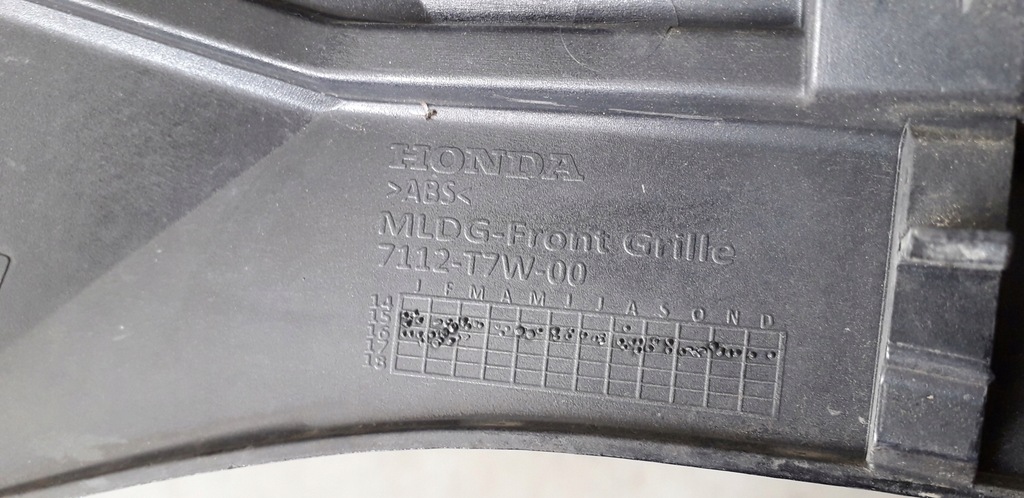 HONDA
>ABS<
MLDG-Front Grille
7112-T7W-00
J F M A M J J A S O N D
14
15
16
17
18